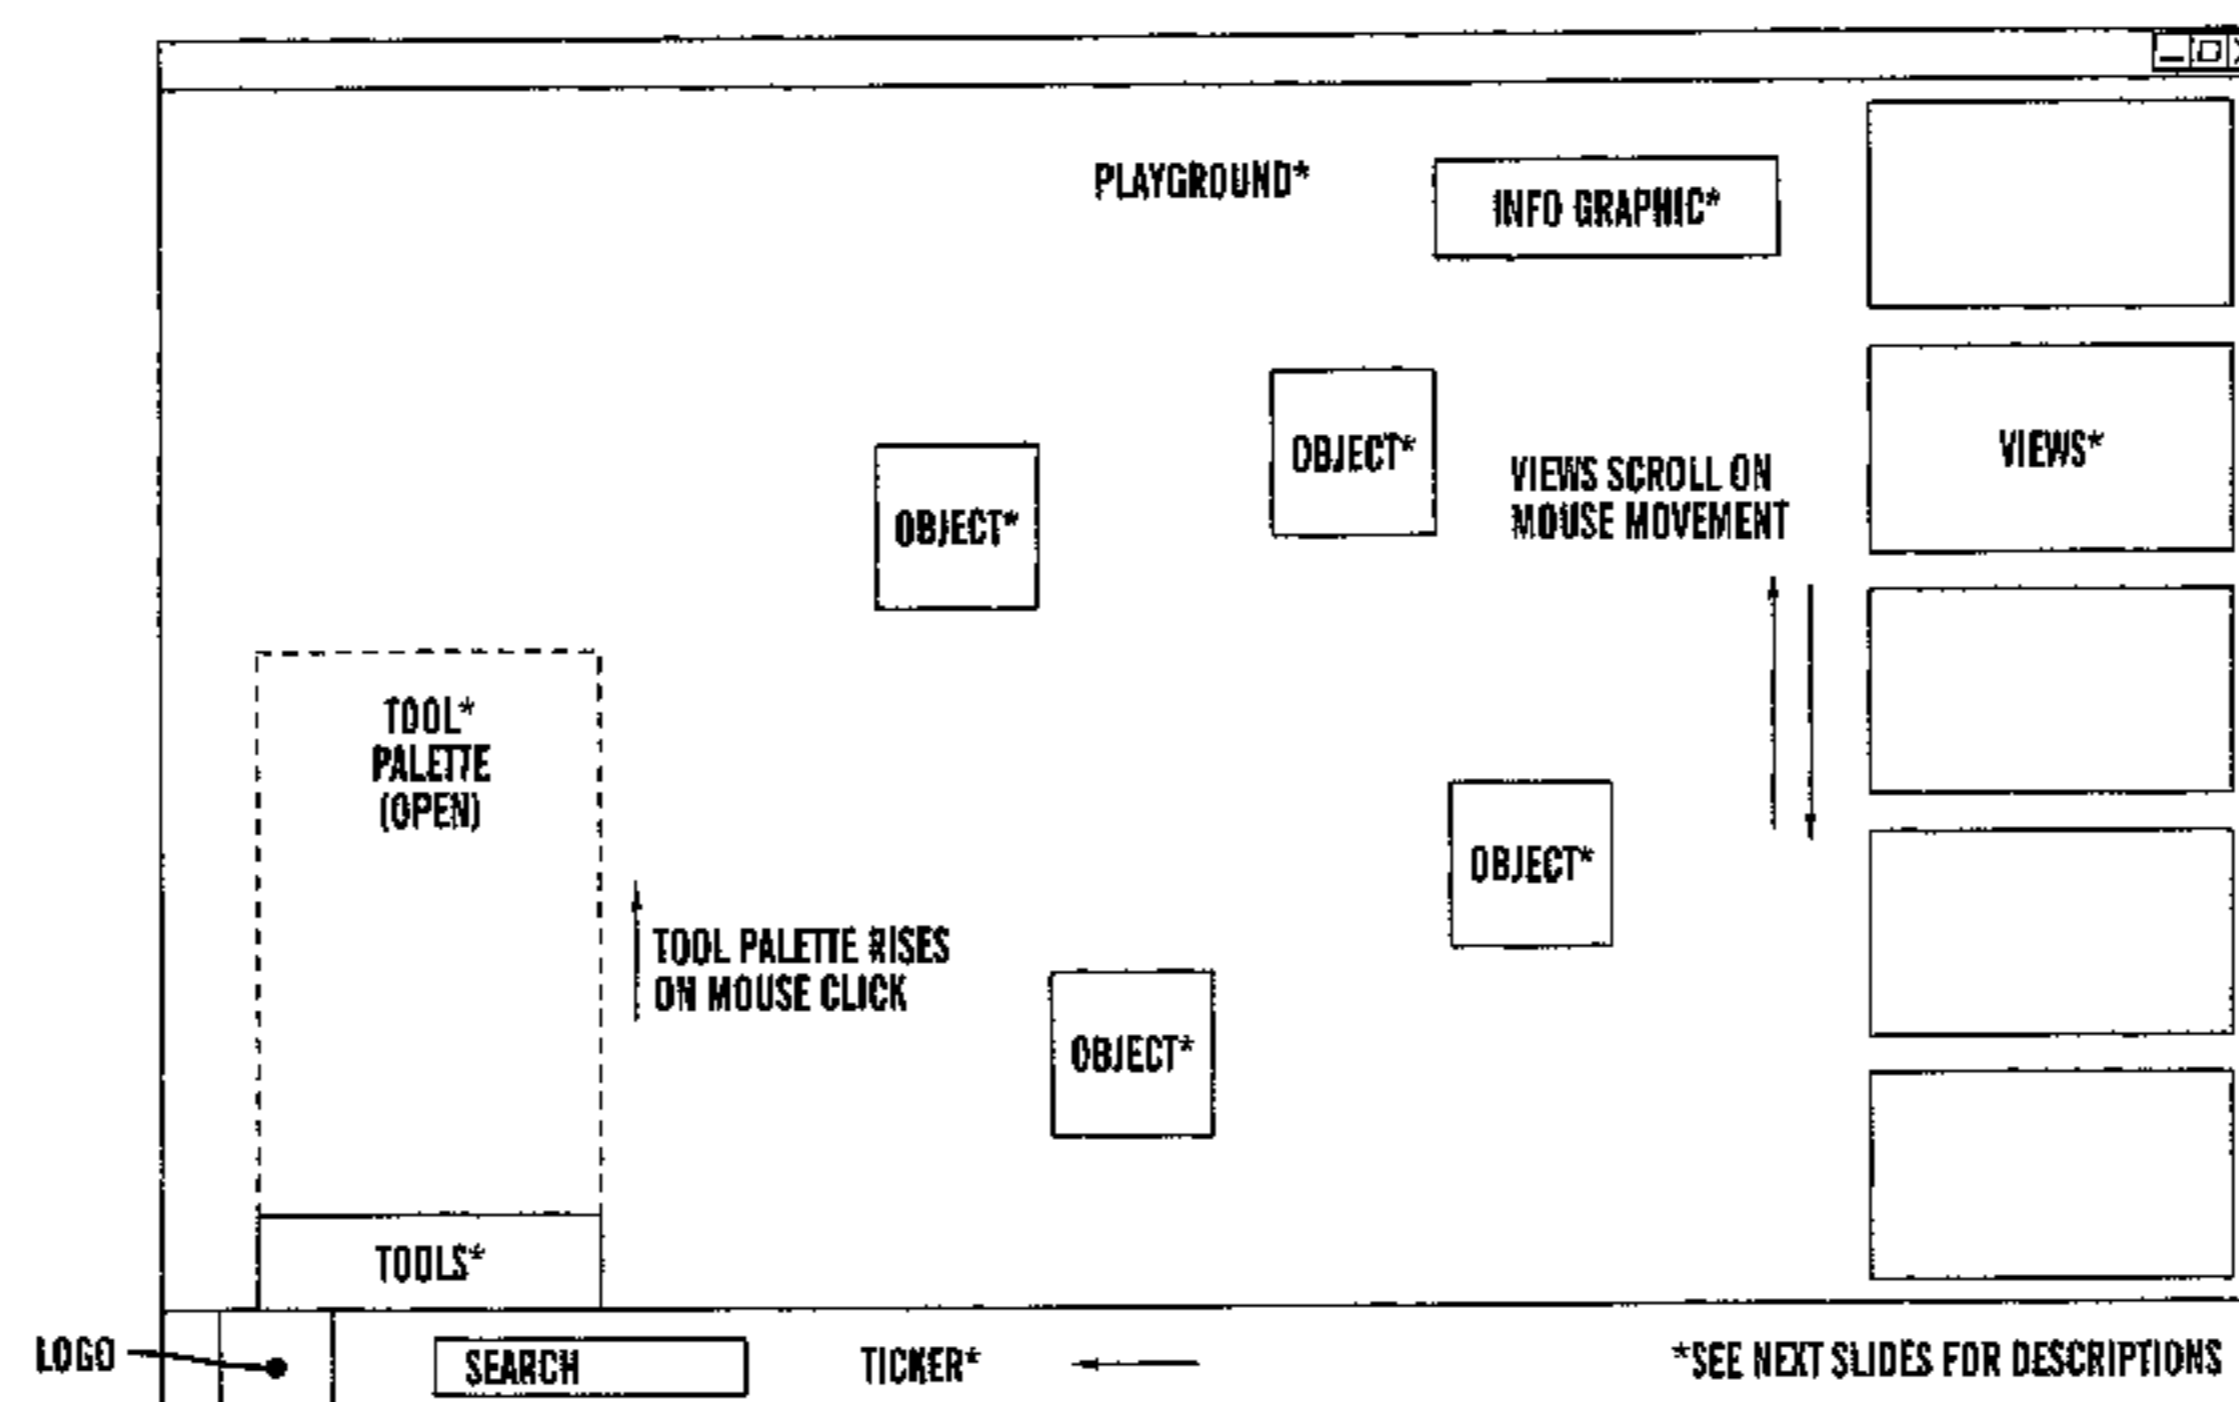 PLAYGROUND*
INFO GRAPHIC*
OBJECT*
VIEWS*
VIEWS SCROLL ON
MOUSE MOVEMENT
OBJECT*
TOOL*
PALETTE
(OPEN)
OBJECT*
TOOL PALETTE RISES
ON MOUSE CLICK
OBJECT*
TOOLS*
LOGO
SEARCH
TICKER*
*SEE NEXT SLIDES FOR DESCRIPTIONS